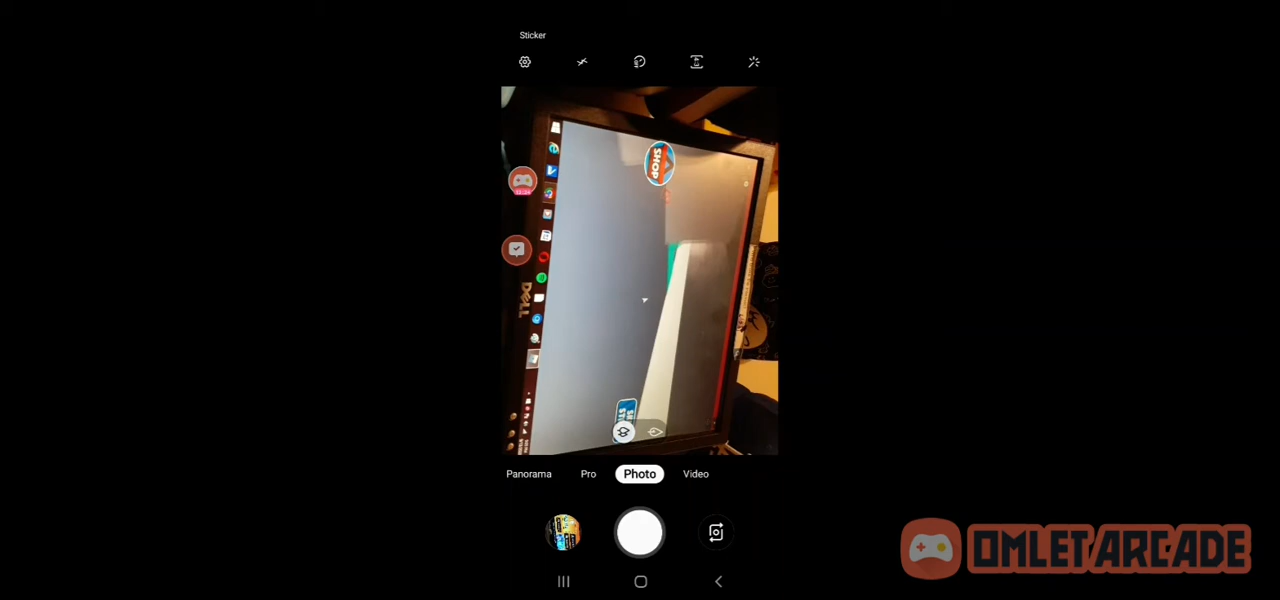 Sticker
SHOP
DELL
Panorama
Pro
Photo
Video
OMLET ARCADE